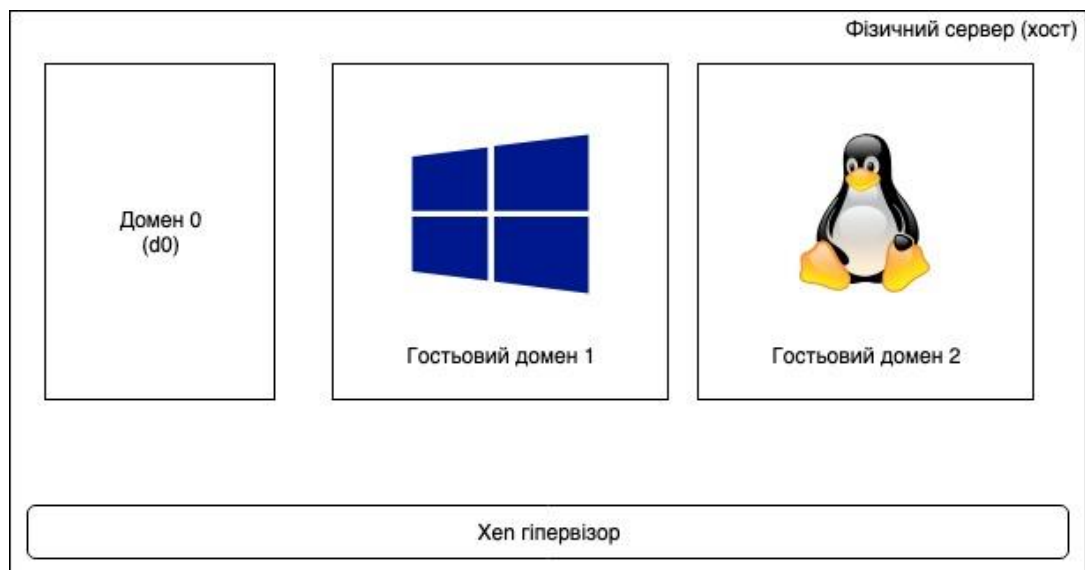 Фізичний сервер (хост)
Домен 0
(d0)
Гостьовий домен 1
Гостьовий домен 2
Xen гіпервізор